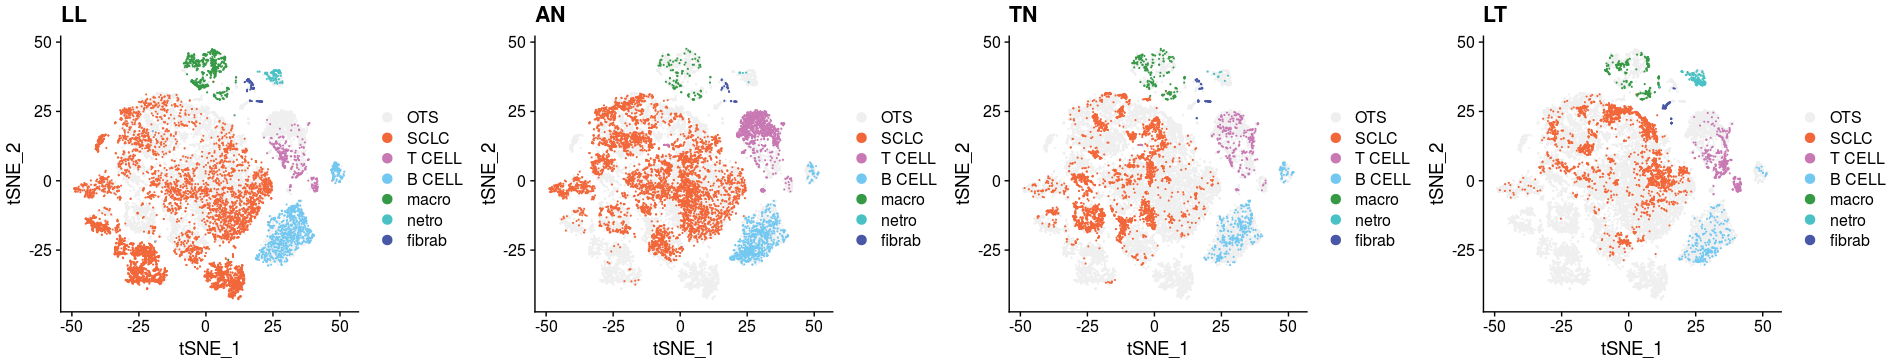 LL
50
25
0
-25
-50
-25
0
25
50
tSNE_1
tSNE_2
OTS
SCLC
T CELL
B CELL
macro
netro
fibrab
AN
50
25
0
-25
-50
-25
0
25
50
tSNE_1
tSNE_2
OTS
SCLC
T CELL
B CELL
macro
netro
fibrab
TN
50
25
0
-25
-50
-25
0
25
50
tSNE_1
tSNE_2
OTS
SCLC
T CELL
B CELL
macro
netro
fibrab
LT
50
25
0
-25
-50
-25
0
25
50
tSNE_1
tSNE_2
OTS
SCLC
T CELL
B CELL
macro
netro
fibrab